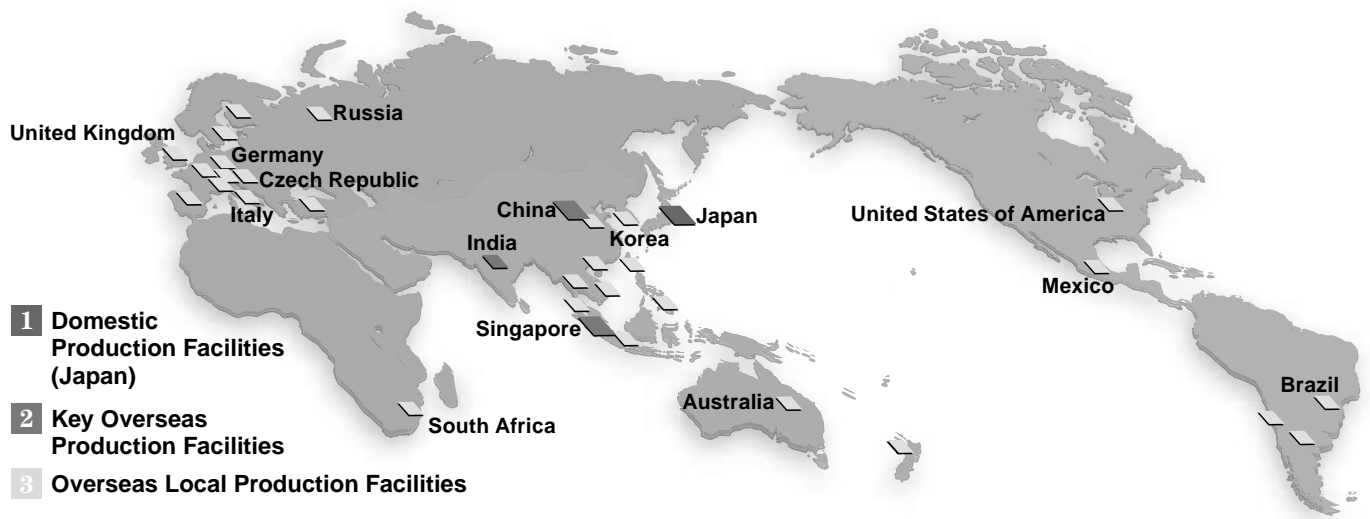 Russia
United Kingdom
Germany
Czech Republic
Italy
China
Japan
Korea
India
United States of America
Mexico
Singapore
Australia
South Africa
Brazil
1 Domestic
Production Facilities
(Japan)
2 Key Overseas
Production Facilities
3 Overseas Local Production Facilities